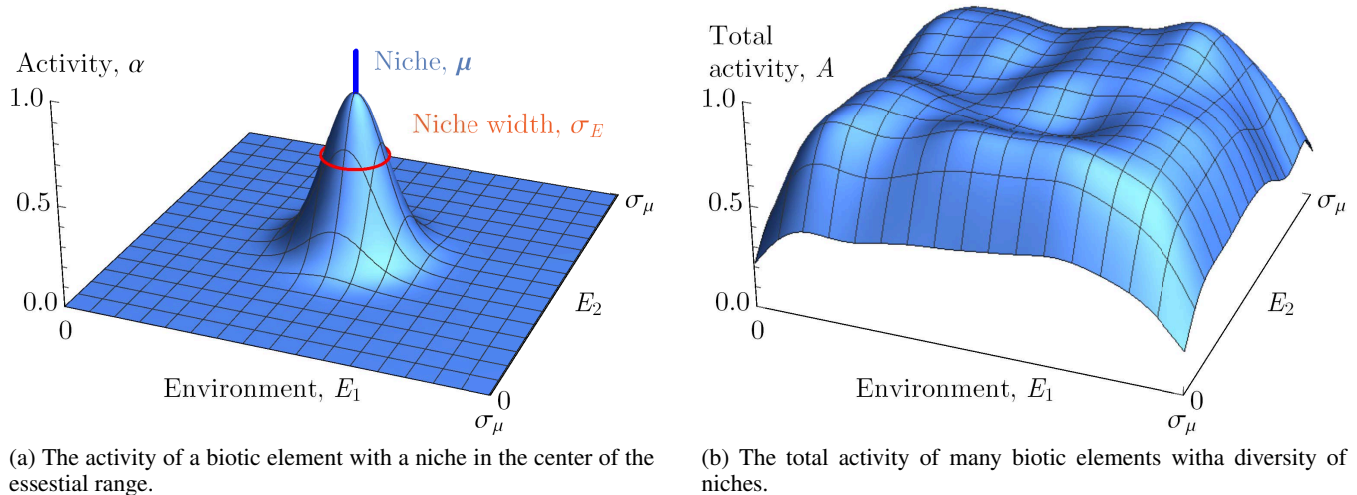 Activity, α
Niche, μ
Niche width, σ_E
1.0
0.5
0.0
0
Environment, E_1
σ_μ
0
E_2
σ_μ
(a) The activity of a biotic element with a niche in the center of the
essestial range.
Total
activity, A
1.0
0.5
0.0
0
Environment, E_1
σ_μ
0
E_2
σ_μ
(b) The total activity of many biotic elements witha diversity of
niches.